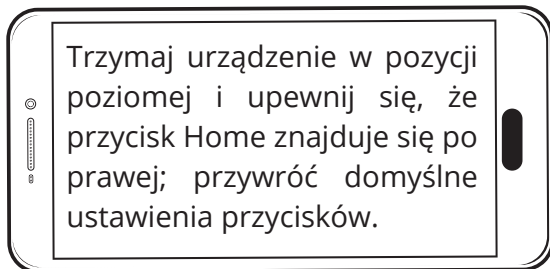 Trzymaj urządzenie w pozycji
poziomej i upewnij się, że
przycisk Home znajduje się po
prawej; przywróć domyślne
ustawienia przycisków.